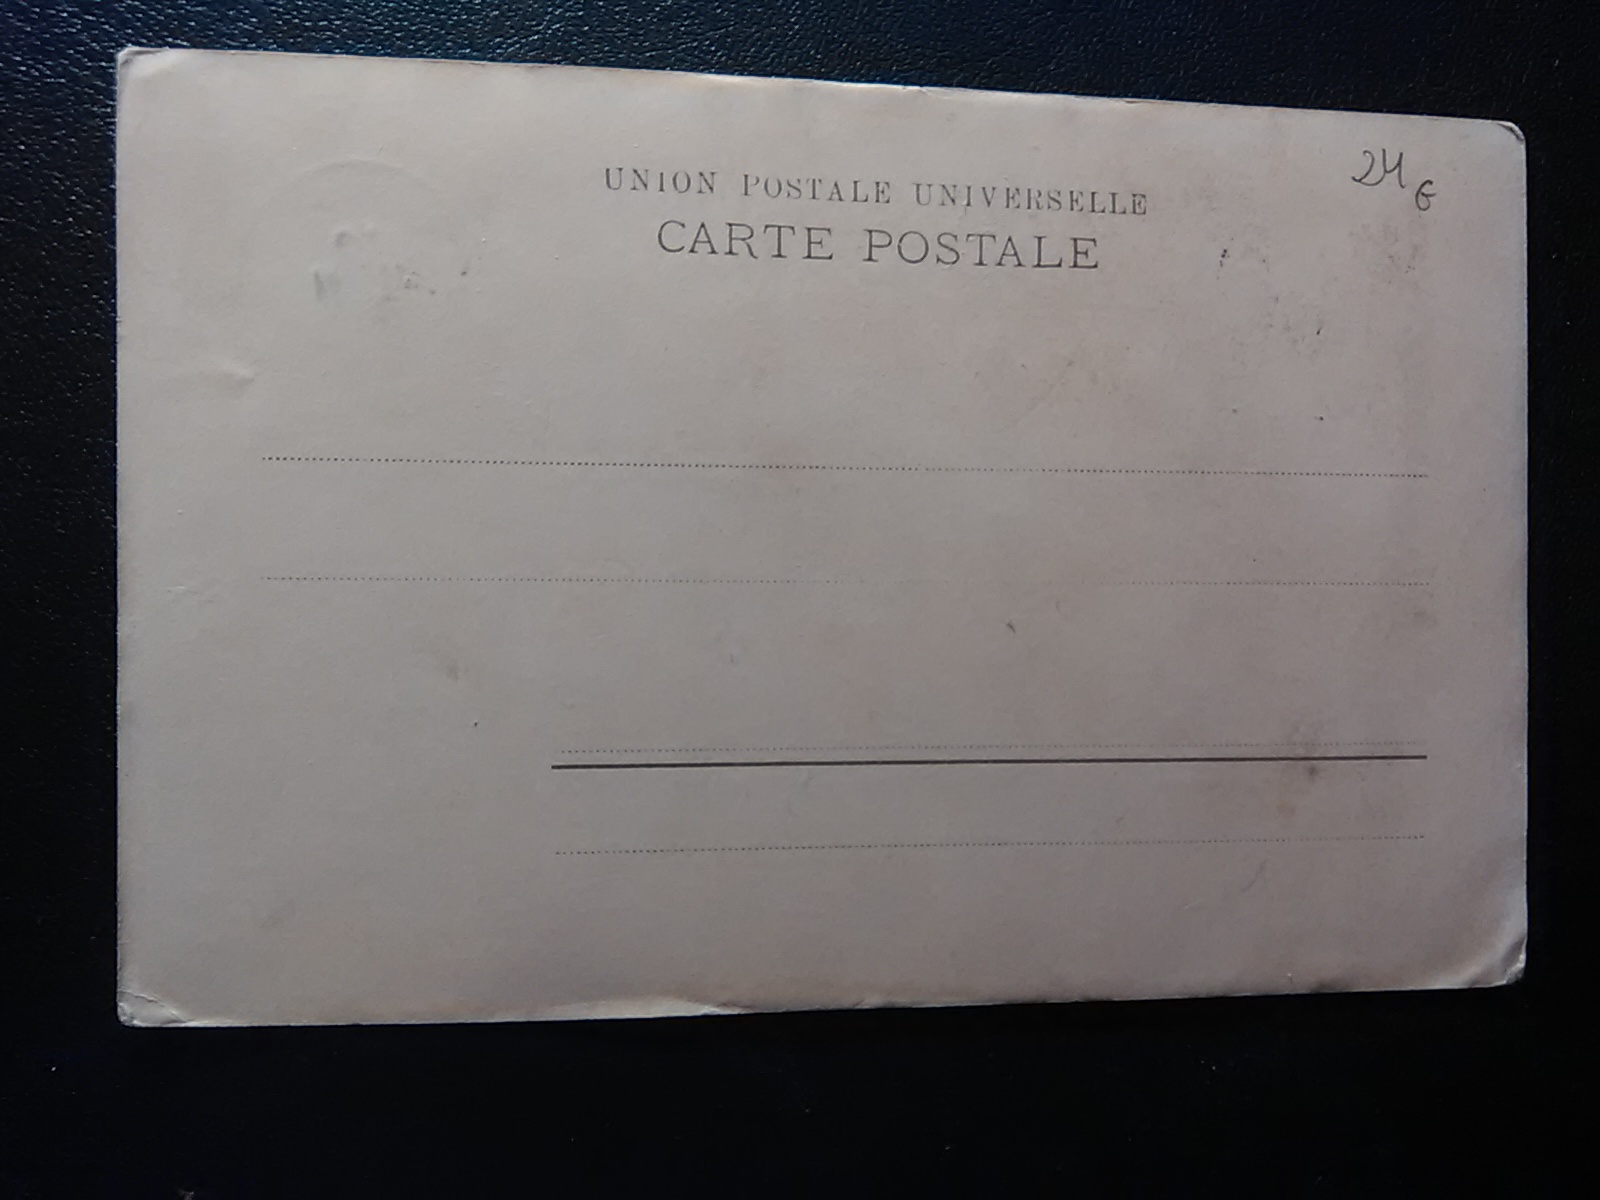 24 €
UNION POSTALE UNIVERSELLE
CARTE POSTALE